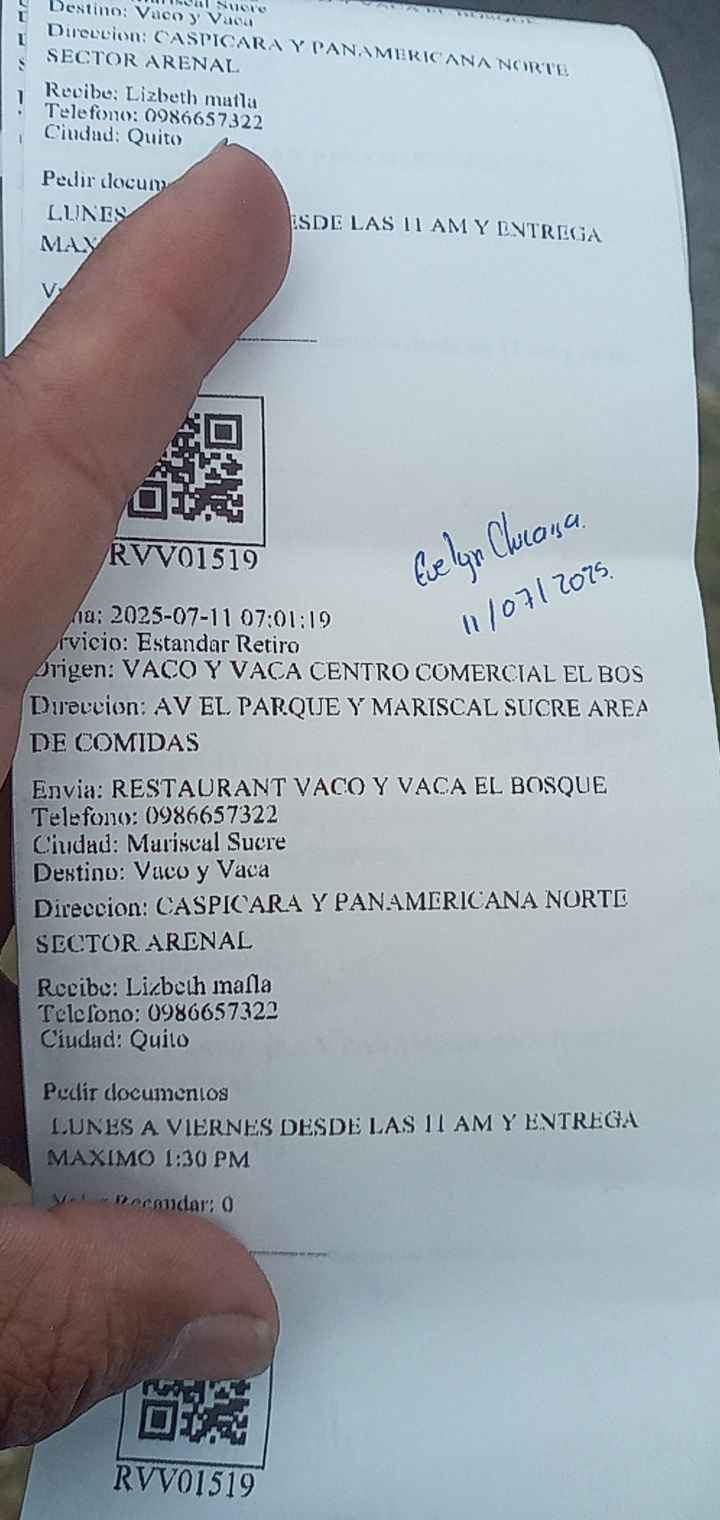 Destino: Vaco y Vaca
Direccion: CASPICARA Y PANAMERICANA NORTE
SECTOR ARENAL
Recibe: Lizbeth mafla
Telefono: 0986657322
Ciudad: Quito
Pedir docum
LUNES ESDE LAS 11 AM Y ENTREGA
MAX
RVV01519
Evelyn
11/07/2025.
ha: 2025-07-11 07:01:19
rvicio: Estandar Retiro
Origen: VACO Y VACA CENTRO COMERCIAL EL BOS
Direccion: AV EL PARQUE Y MARISCAL SUCRE AREA
DE COMIDAS
Envia: RESTAURANT VACO Y VACA EL BOSQUE
Telefono: 0986657322
Ciudad: Mariscal Sucre
Destino: Vaco y Vaca
Direccion: CASPICARA Y PANAMERICANA NORTE
SECTOR ARENAL
Recibe: Lizbeth mafla
Telefono: 0986657322
Ciudad: Quito
Pedir documentos
LUNES A VIERNES DESDE LAS 11 AM Y ENTREGA
MAXIMO 1:30 PM
Valor Recaudar: 0
RVV01519